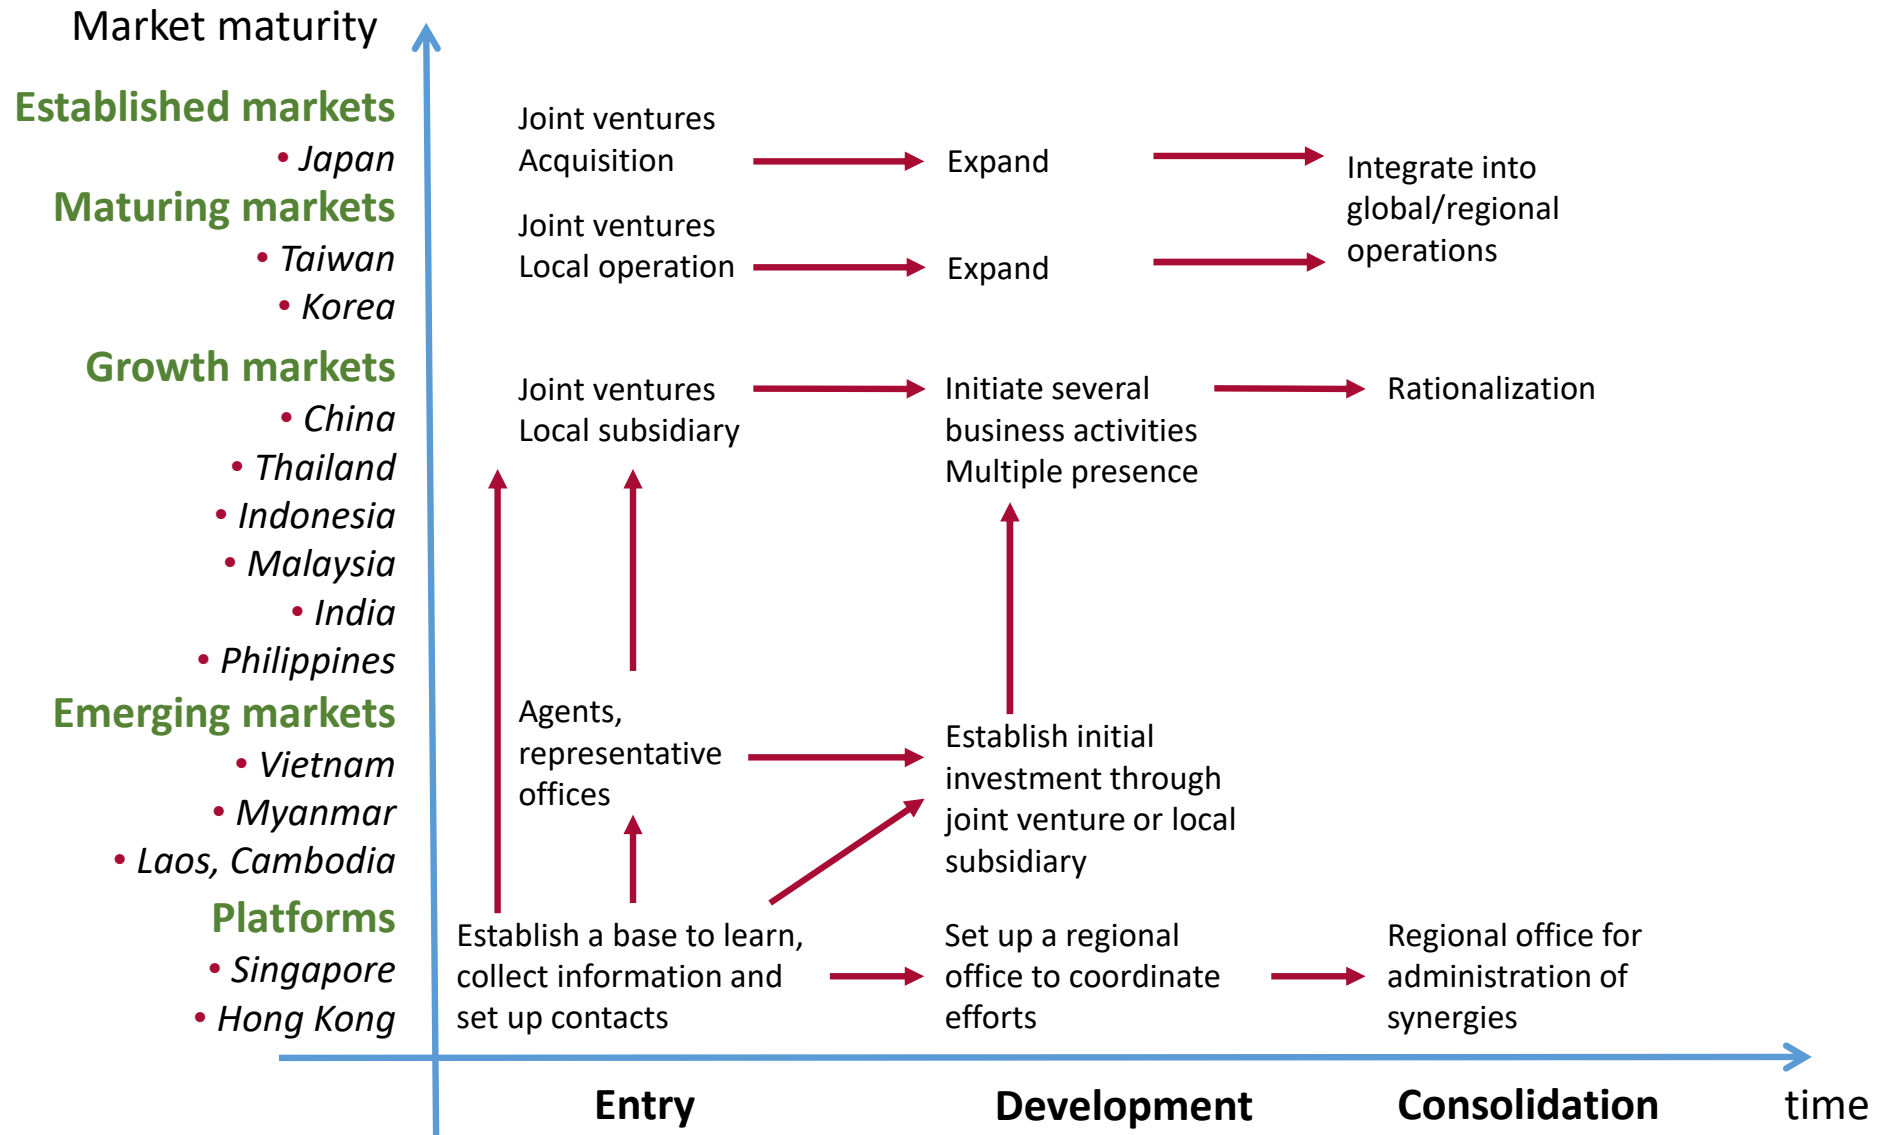 Market maturity
Established markets
• Japan
Maturing markets
• Taiwan
• Korea
Growth markets
• China
• Thailand
• Indonesia
• Malaysia
• India
• Philippines
Emerging markets
• Vietnam
• Myanmar
• Laos, Cambodia
Platforms
• Singapore
• Hong Kong
Joint ventures
Acquisition
Expand
Integrate into
global/regional
operations
Joint ventures
Local operation
Expand
Joint ventures
Local subsidiary
Initiate several
business activities
Multiple presence
Rationalization
Agents,
representative
offices
Establish initial
investment through
joint venture or local
subsidiary
Establish a base to learn,
collect information and
set up contacts
Set up a regional
office to coordinate
efforts
Regional office for
administration of
synergies
Entry
Development
Consolidation
time